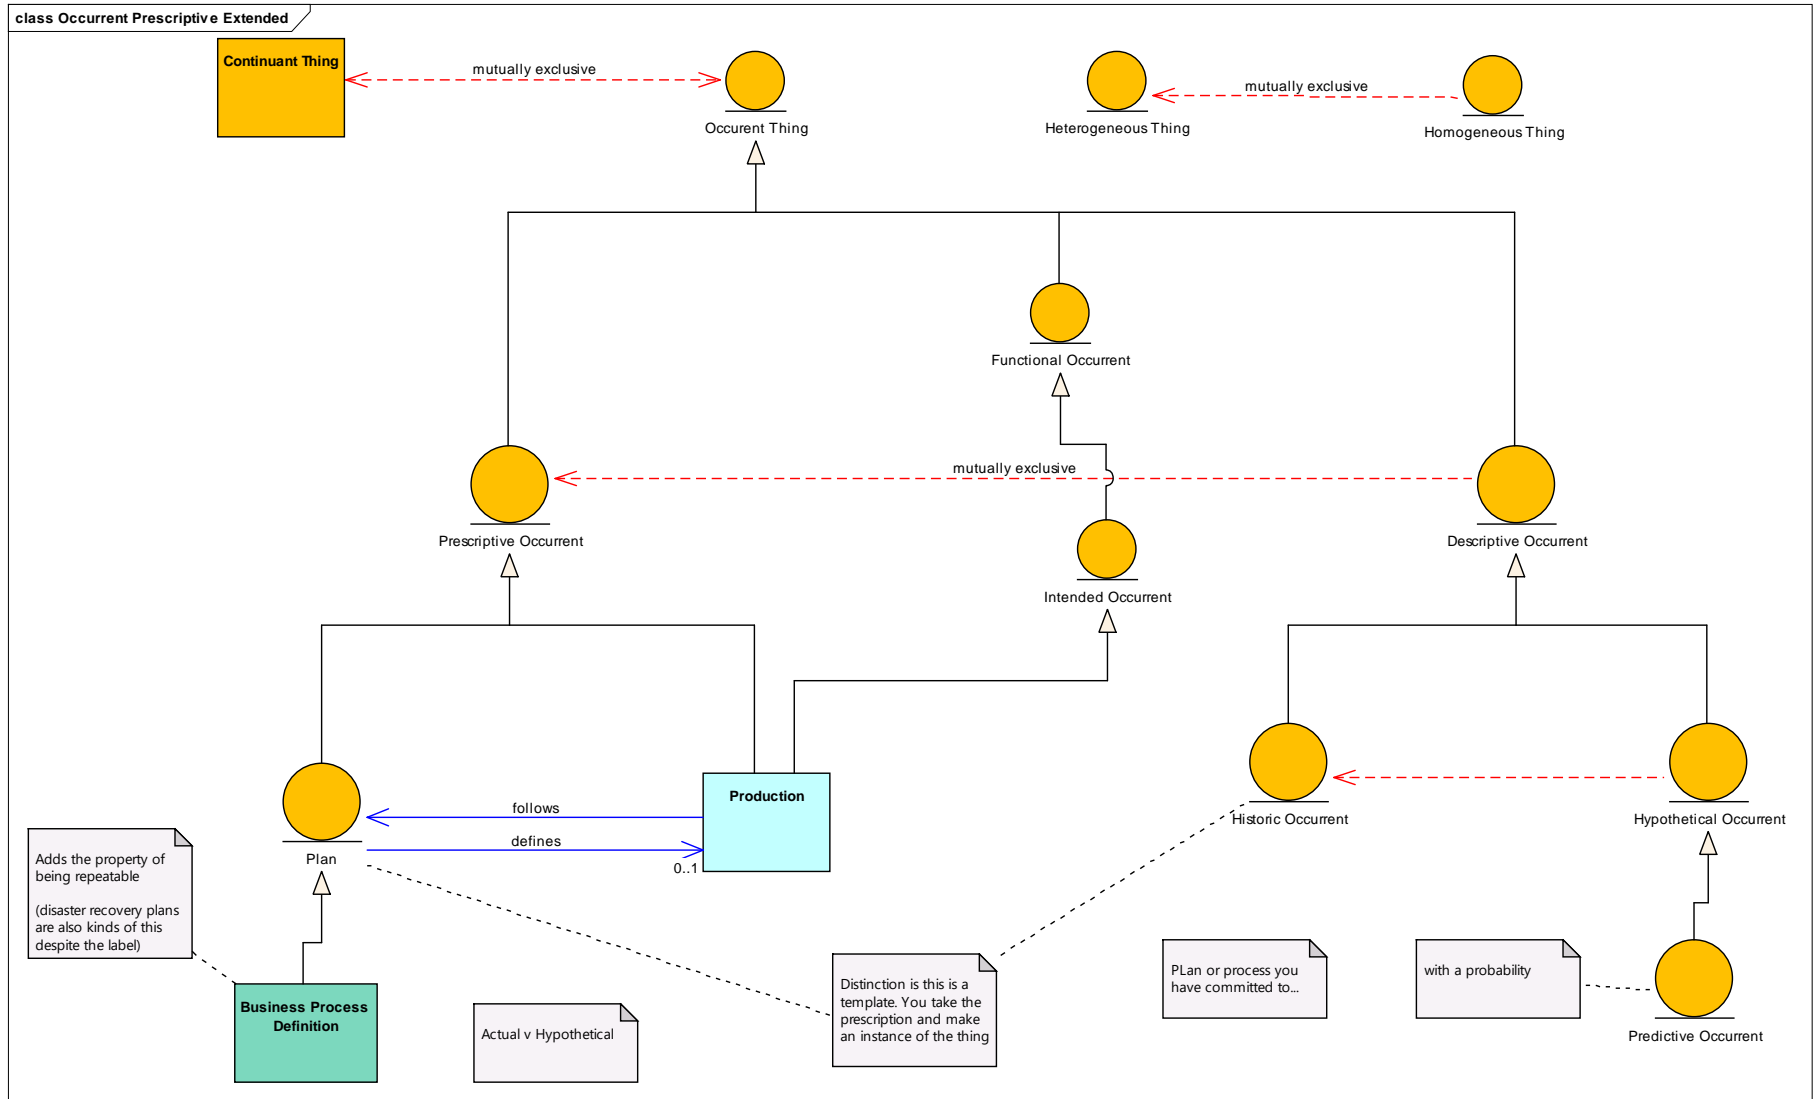 class Occurrent Prescriptive Extended
Continuant Thing
mutually exclusive
Occurent Thing
Heterogeneous Thing
mutually exclusive
Homogeneous Thing
Functional Occurrent
mutually exclusive
Prescriptive Occurrent
Descriptive Occurrent
Intended Occurrent
Production
follows
defines
0..1
Plan
Historic Occurrent
Hypothetical Occurrent
Adds the property of
being repeatable
(disaster recovery plans
are also kinds of this
despite the label)
Business Process
Definition
Actual v Hypothetical
Distinction is this is a
template. You take the
prescription and make
an instance of the thing
PLan or process you
have committed to...
with a probability
Predictive Occurrent